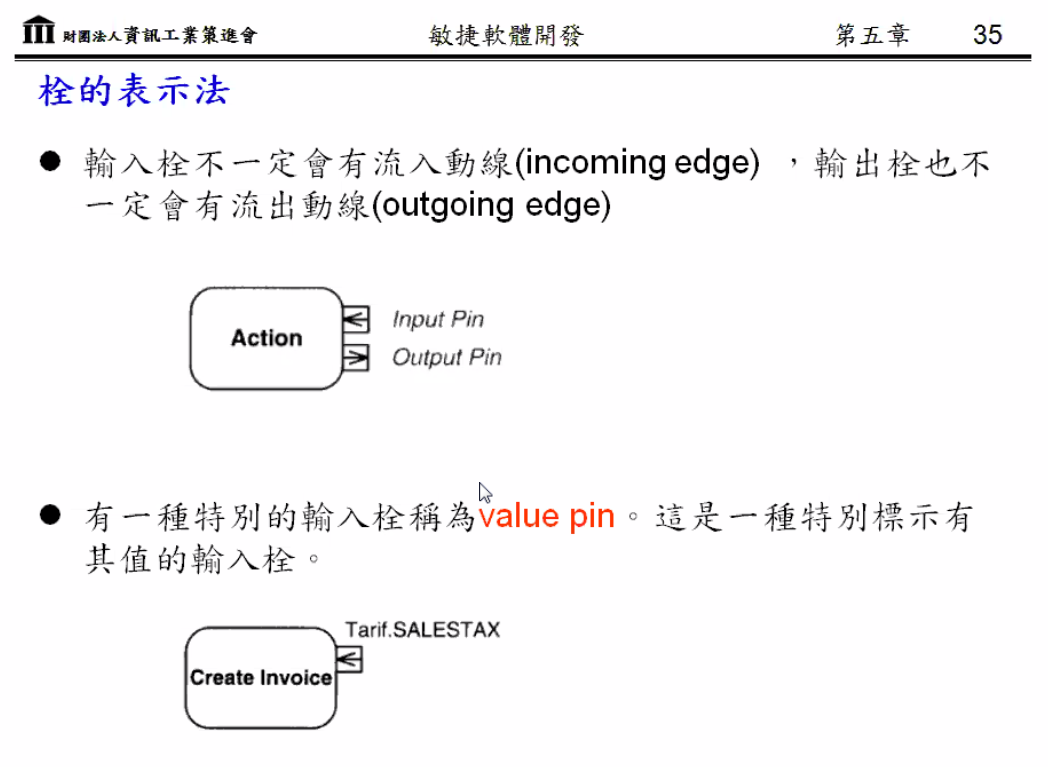 財團法人資訊工業策進會 敏捷軟體開發 第五章 35
栓的表示法
● 輸入栓不一定會有流入動線(incoming edge) ，輸出栓也不
一定會有流出動線(outgoing edge)
Action
Input Pin
Output Pin
● 有一種特別的輸入栓稱為value pin。這是一種特別標示有
其值的輸入栓。
Tarif.SALESTAX
Create Invoice